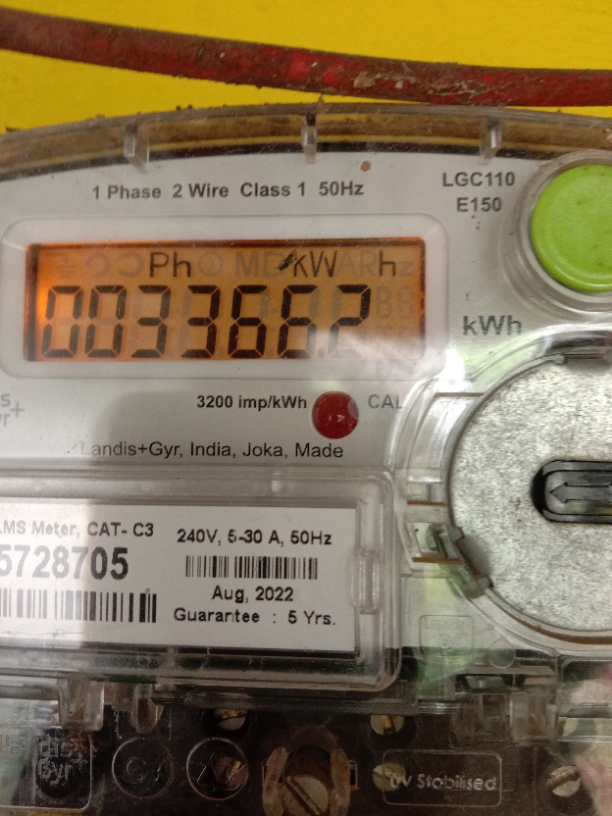 1 Phase 2 Wire Class 1 50Hz
LGC110
E150
Ph kW h
003366.2
kWh
3200 imp/kWh
CAL
Landis+Gyr, India, Joka, Made
LMS Meter, CAT- C3
5728705
240V, 5-30 A, 50Hz
Aug, 2022
Guarantee : 5 Yrs.
Gyr
UV Stabilised